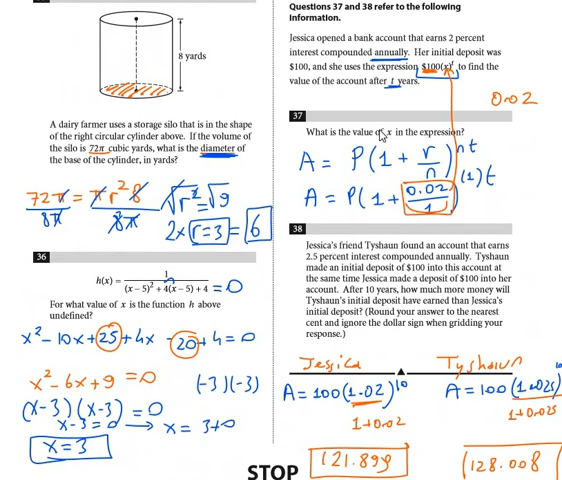 8 yards
A dairy farmer uses a storage silo that is in the shape
of the right circular cylinder above. If the volume
of the silo is 72π cubic yards, what is the diameter of
the base of the cylinder, in yards?
72π = πr²8
8π 8π
√r² = √9
2× r=3 = 6
36
h(x) = 1 / (x − 5)² + 4(x − 5) + 4 = 0
For what value of x is the function h above
undefined?
x² - 10x + 25 + 4x - 20 + 4 = 0
x² - 6x + 9 = 0 (-3)(-3)
(x-3)(x-3) = 0
x-3=0 → x = 3+0
x=3
Questions 37 and 38 refer to the following
information.
Jessica opened a bank account that earns 2 percent
interest compounded annually. Her initial deposit was
$100, and she uses the expression $100(x)^t to find the
value of the account after t years.
0.02
37
What is the value of x in the expression?
A = P(1 + r/n)^nt
A = P(1 + 0.02/1)^(1)t
38
Jessica's friend Tyshaun found an account that earns
2.5 percent interest compounded annually. Tyshaun
made an initial deposit of $100 into this account at
the same time Jessica made a deposit of $100 into her
account. After 10 years, how much more money will
Tyshaun's initial deposit have earned than Jessica's
initial deposit? (Round your answer to the nearest
cent and ignore the dollar sign when gridding your
response.)
Jessica Tyshaun
A = 100(1.02)^10 A = 100(1.025)^10
1+0.02 1+0.025
121.899 128.008
STOP